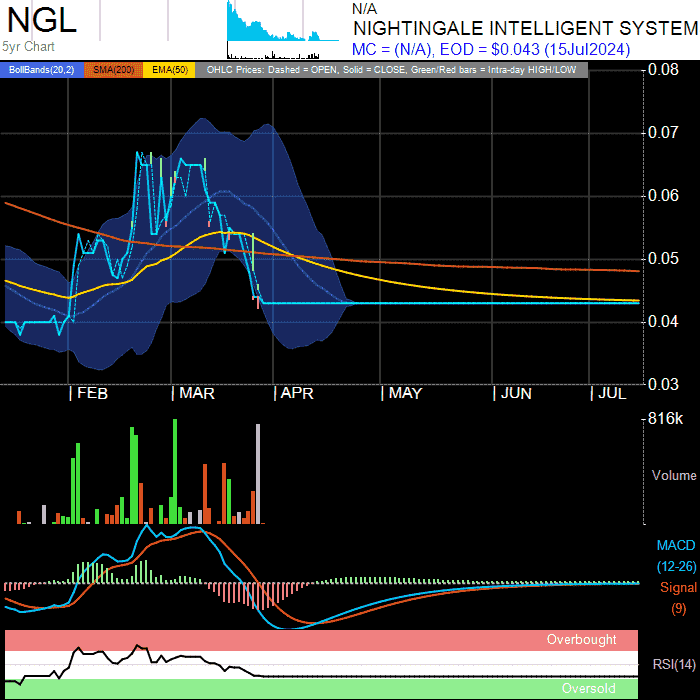 NGL
5yr Chart
N/A
NIGHTINGALE INTELLIGENT SYSTEM
MC = (N/A), EOD = $0.043 (15Jul2024)
BollBands(20,2) SMA(200) EMA(50) OHLC Prices: Dashed = OPEN, Solid = CLOSE, Green/Red bars = Intra-day HIGH/LOW
0.08
0.07
0.06
0.05
0.04
0.03
FEB MAR APR MAY JUN JUL
816k
Volume
MACD
(12-26)
Signal
(9)
Overbought
RSI(14)
Oversold